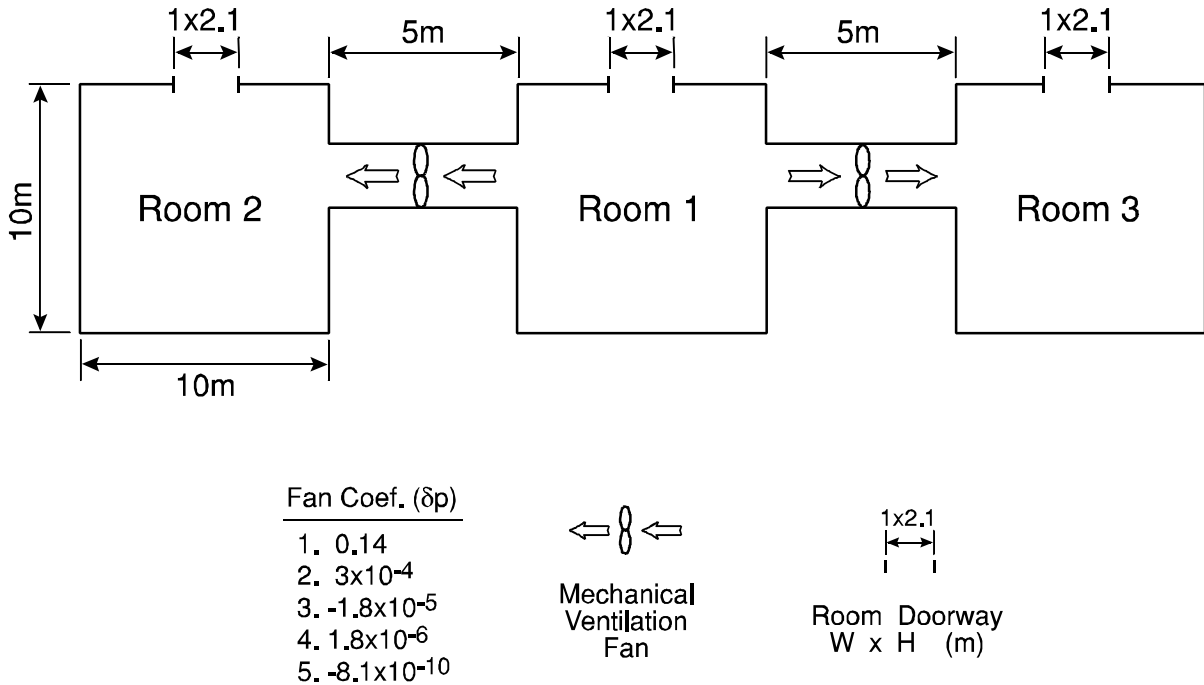 1x2.1
5m
1x2.1
5m
1x2.1
10m
Room 2
Room 1
Room 3
10m
Fan Coef. (δp)
1. 0.14
2. 3x10⁻⁴
3. -1.8x10⁻⁵
4. 1.8x10⁻⁶
5. -8.1x10⁻¹⁰
Mechanical
Ventilation
Fan
1x2.1
Room Doorway
W x H (m)